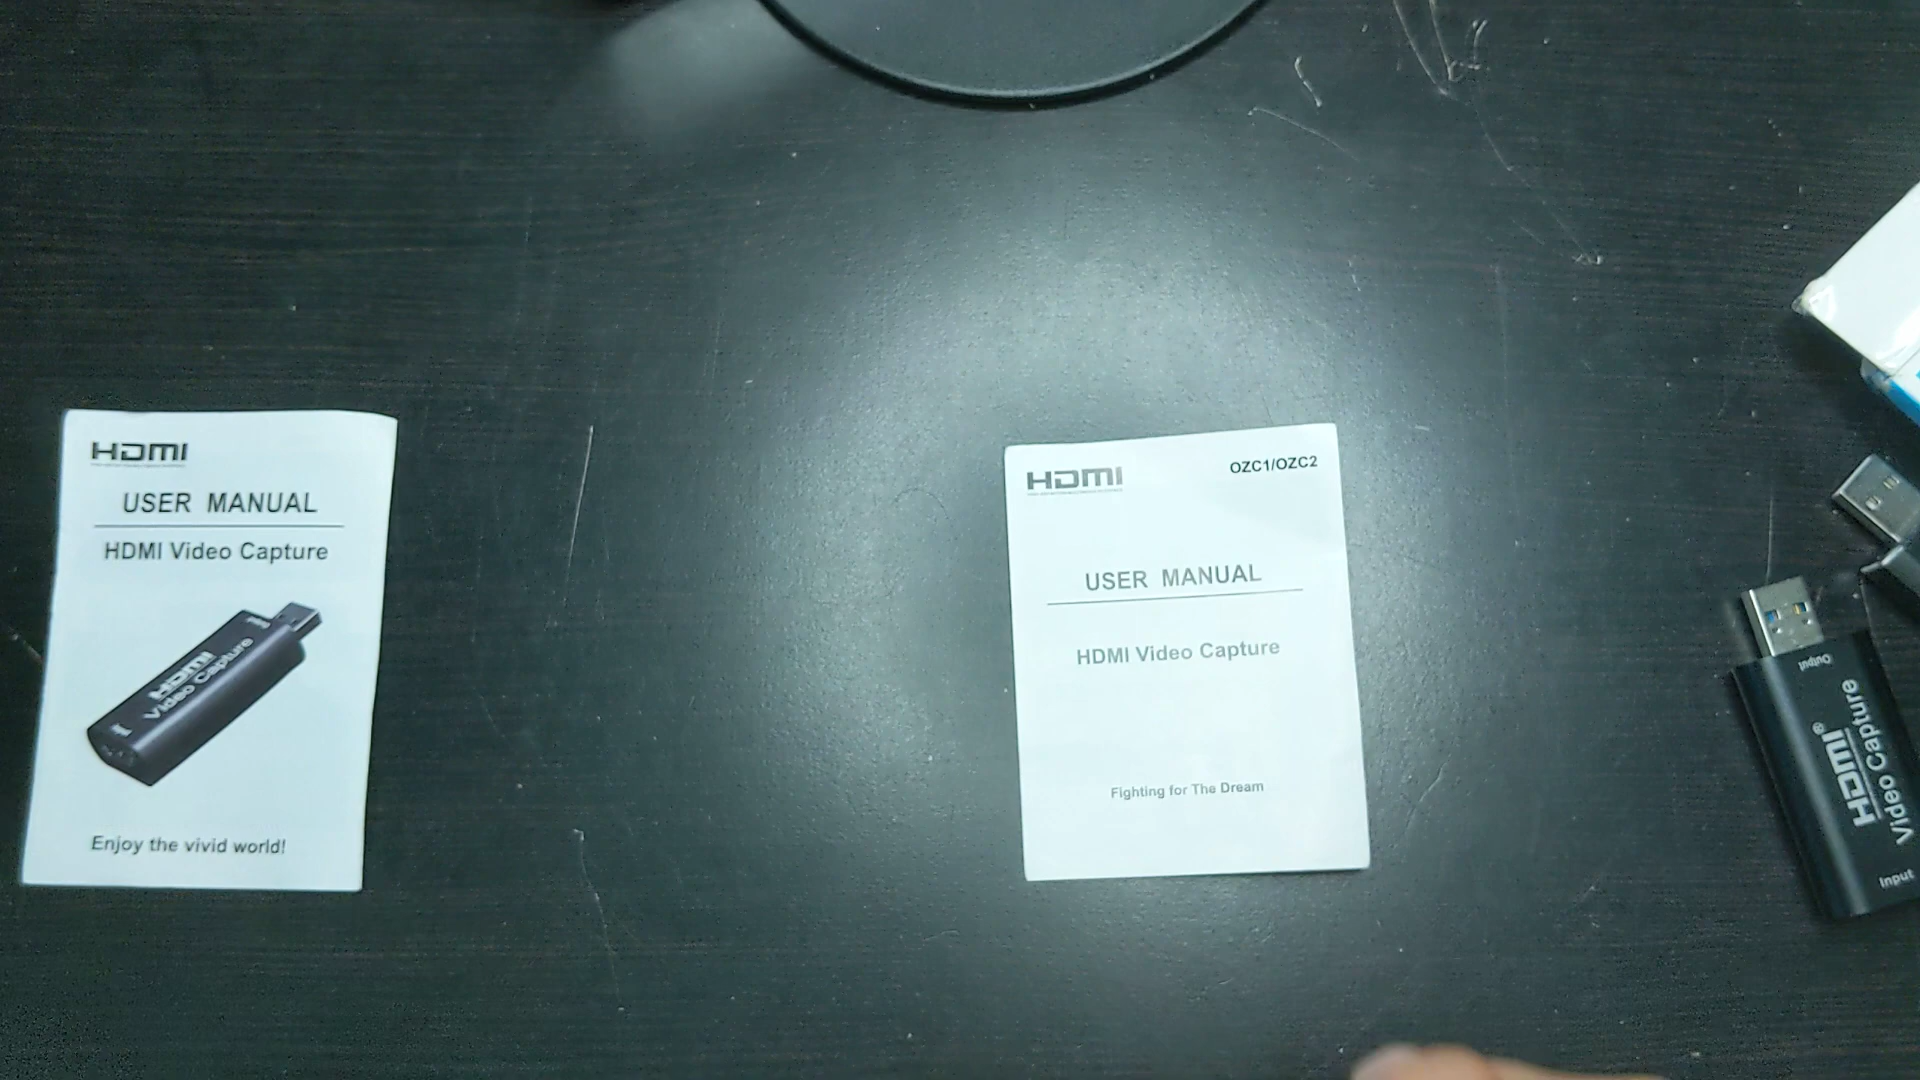 HDMI
USER MANUAL
HDMI Video Capture
HDMI
Video Capture
Enjoy the vivid world!
HDMI
OZC1/OZC2
USER MANUAL
HDMI Video Capture
Fighting for The Dream
Output
HDMI®
Video Capture
Input